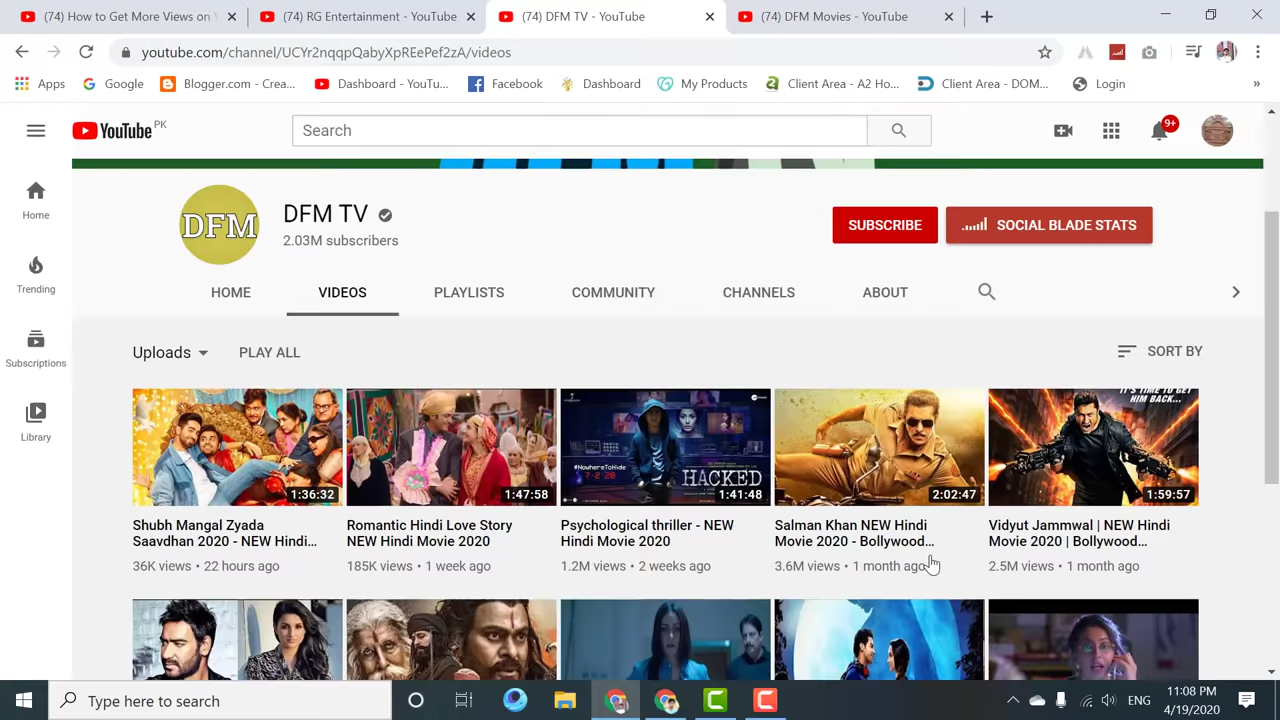 (74) How to Get More Views on Y
(74) RG Entertainment - YouTube
(74) DFM TV - YouTube
(74) DFM Movies - YouTube
youtube.com/channel/UCYr2nqqpQabyXpREePef2zA/videos
Apps
Google
Blogger.com - Crea...
Dashboard - YouTu...
Facebook
Dashboard
My Products
Client Area - A2 Ho...
Client Area - DOM...
Login
»
YouTube PK
Search
9+
DFM
DFM TV
2.03M subscribers
SUBSCRIBE
SOCIAL BLADE STATS
HOME
VIDEOS
PLAYLISTS
COMMUNITY
CHANNELS
ABOUT
Home
Trending
Subscriptions
Library
Uploads
PLAY ALL
SORT BY
1:36:32
Shubh Mangal Zyada
Saavdhan 2020 - NEW Hindi...
36K views • 22 hours ago
1:47:58
Romantic Hindi Love Story
NEW Hindi Movie 2020
185K views • 1 week ago
#NowhereToHide
7-2-20
HACKED
1:41:48
Psychological thriller - NEW
Hindi Movie 2020
1.2M views • 2 weeks ago
2:02:47
Salman Khan NEW Hindi
Movie 2020 - Bollywood...
3.6M views • 1 month ago
IT'S TIME TO GET
HIM BACK...
1:59:57
Vidyut Jammwal | NEW Hindi
Movie 2020 | Bollywood...
2.5M views • 1 month ago
Type here to search
ENG
11:08 PM
4/19/2020